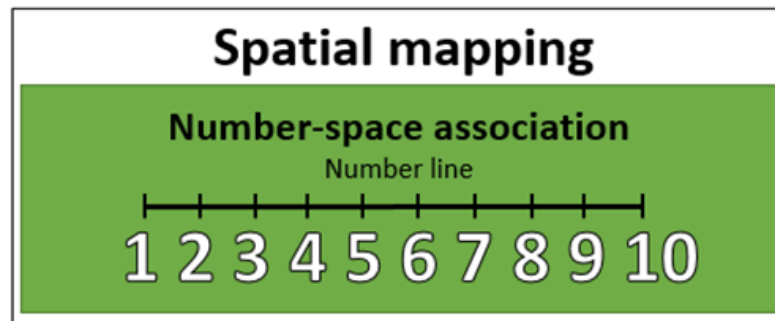 Spatial mapping
Number-space association
Number line
1 2 3 4 5 6 7 8 9 10